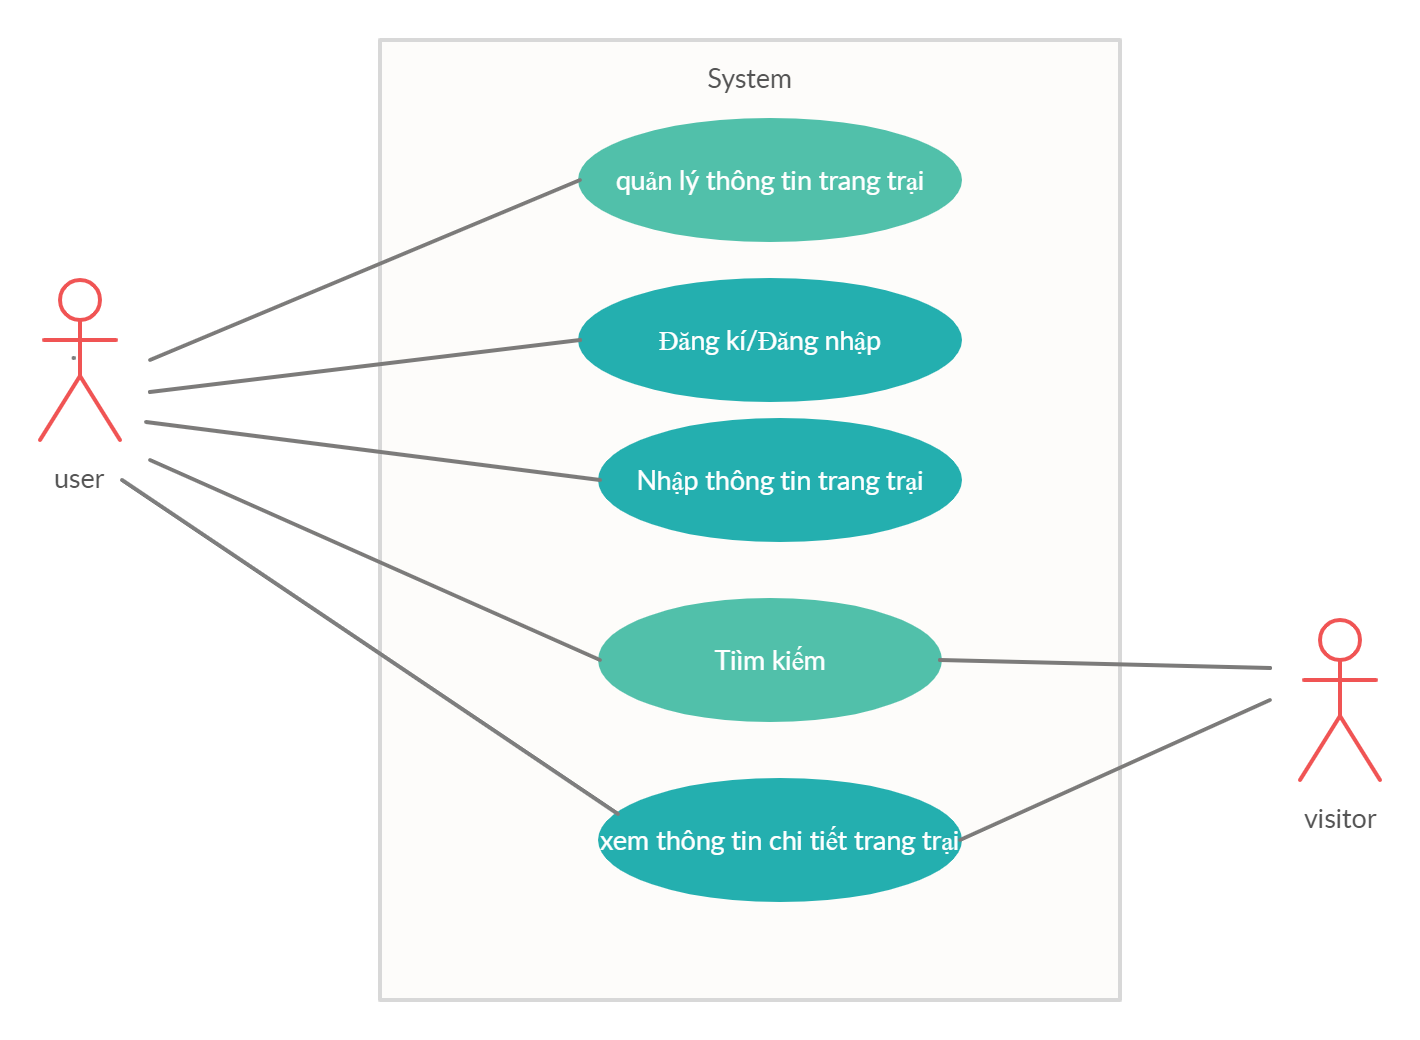 System
quản lý thông tin trang trại
Đăng kí/Đăng nhập
Nhập thông tin trang trại
user
Tiìm kiếm
visitor
xem thông tin chi tiết trang trại